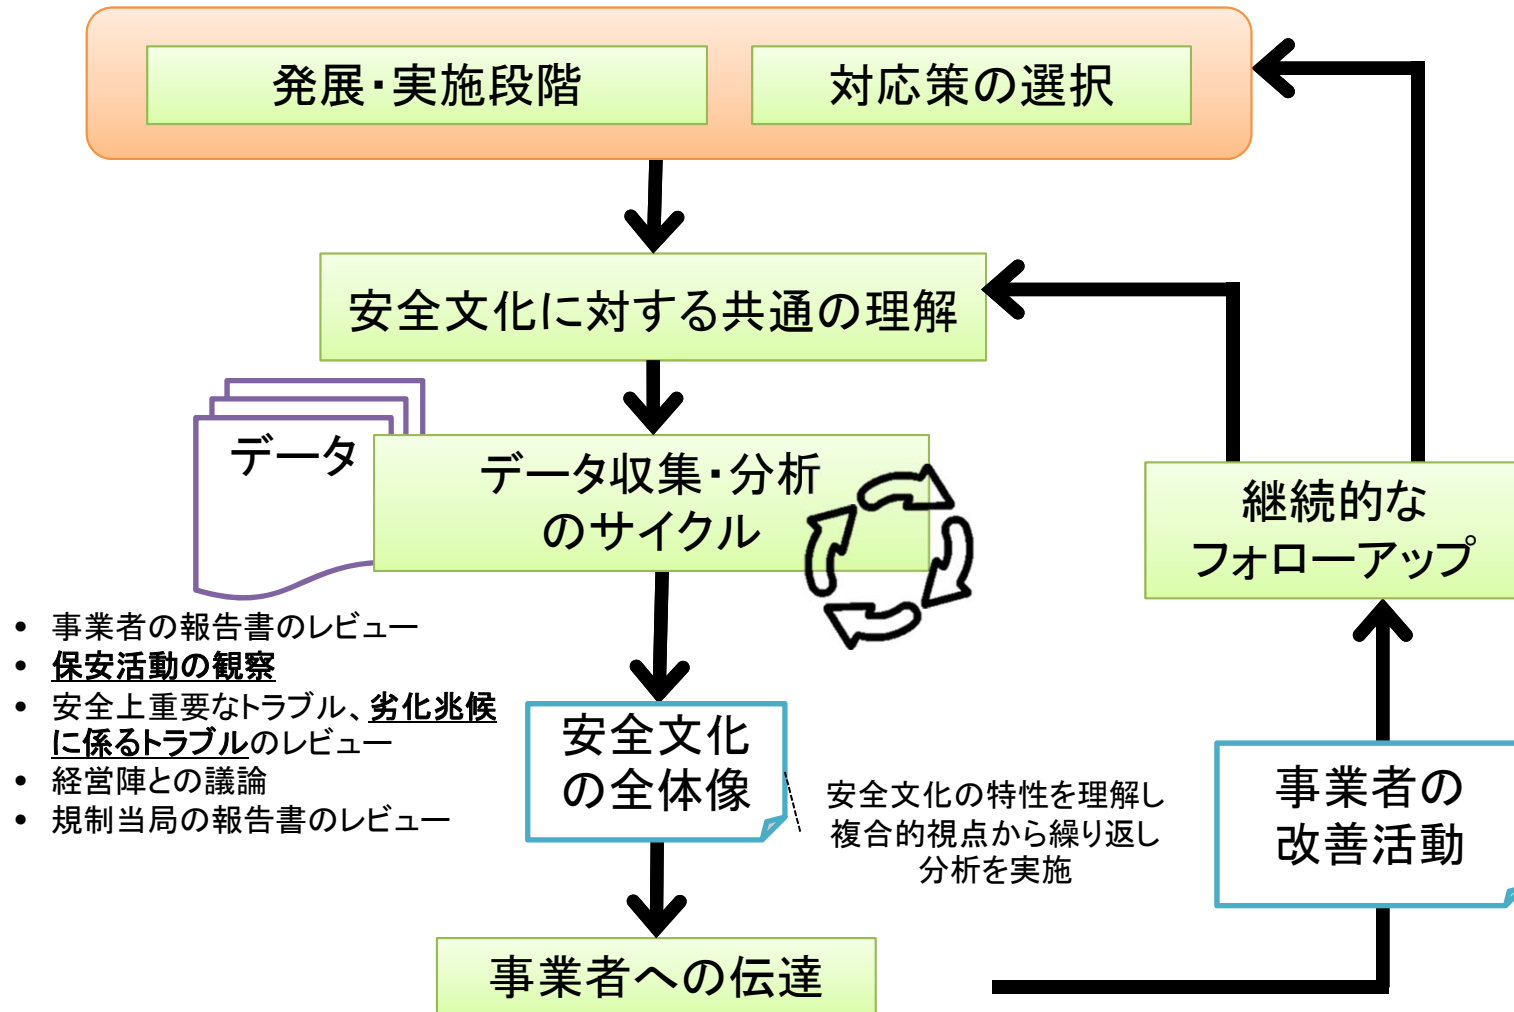 発展・実施段階
対応策の選択
安全文化に対する共通の理解
データ
データ収集・分析
のサイクル
継続的な
フォローアップ
• 事業者の報告書のレビュー
• 保安活動の観察
• 安全上重要なトラブル、劣化兆候
に係るトラブルのレビュー
• 経営陣との議論
• 規制当局の報告書のレビュー
安全文化
の全体像
安全文化の特性を理解し
複合的視点から繰り返し
分析を実施
事業者の
改善活動
事業者への伝達